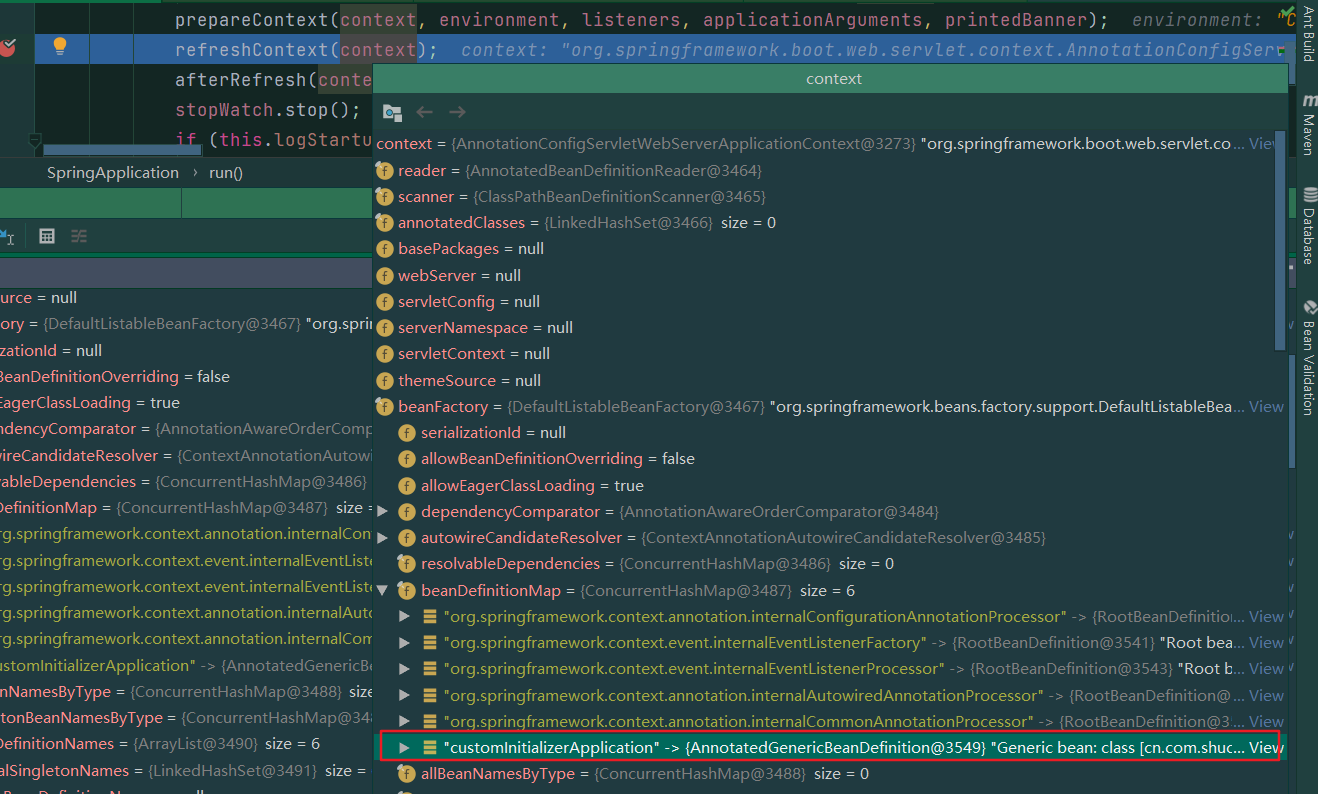 prepareContext(context, environment, listeners, applicationArguments, printedBanner);  environment: "C
refreshContext(context);  context: "org.springframework.boot.web.servlet.context.AnnotationConfigServ
afterRefresh(conte
stopWatch.stop();
if (this.logStartu
SpringApplication › run()
urce = null
ory = {DefaultListableBeanFactory@3467} "org.sprin
zationId = null
BeanDefinitionOverriding = false
EagerClassLoading = true
ndencyComparator = {AnnotationAwareOrderComp
wireCandidateResolver = {ContextAnnotationAutowi
vableDependencies = {ConcurrentHashMap@3486}
DefinitionMap = {ConcurrentHashMap@3487} size =
rg.springframework.context.annotation.internalCon
rg.springframework.context.event.internalEventListe
rg.springframework.context.event.internalEventListe
rg.springframework.context.annotation.internalAuto
rg.springframework.context.annotation.internalCom
ustomInitializerApplication" -> {AnnotatedGenericBe
nNamesByType = {ConcurrentHashMap@3488} size
tonBeanNamesByType = {ConcurrentHashMap@348
DefinitionNames = {ArrayList@3490} size = 6
alSingletonNames = {LinkedHashSet@3491} size =
context
context = {AnnotationConfigServletWebServerApplicationContext@3273} "org.springframework.boot.web.servlet.co... View
reader = {AnnotatedBeanDefinitionReader@3464}
scanner = {ClassPathBeanDefinitionScanner@3465}
annotatedClasses = {LinkedHashSet@3466} size = 0
basePackages = null
webServer = null
servletConfig = null
serverNamespace = null
servletContext = null
themeSource = null
beanFactory = {DefaultListableBeanFactory@3467} "org.springframework.beans.factory.support.DefaultListableBea... View
serializationId = null
allowBeanDefinitionOverriding = false
allowEagerClassLoading = true
dependencyComparator = {AnnotationAwareOrderComparator@3484}
autowireCandidateResolver = {ContextAnnotationAutowireCandidateResolver@3485}
resolvableDependencies = {ConcurrentHashMap@3486} size = 0
beanDefinitionMap = {ConcurrentHashMap@3487} size = 6
"org.springframework.context.annotation.internalConfigurationAnnotationProcessor" -> {RootBeanDefinition... View
"org.springframework.context.event.internalEventListenerFactory" -> {RootBeanDefinition@3541} "Root bea... View
"org.springframework.context.event.internalEventListenerProcessor" -> {RootBeanDefinition@3543} "Root b... View
"org.springframework.context.annotation.internalAutowiredAnnotationProcessor" -> {RootBeanDefinition@... View
"org.springframework.context.annotation.internalCommonAnnotationProcessor" -> {RootBeanDefinition@3... View
"customInitializerApplication" -> {AnnotatedGenericBeanDefinition@3549} "Generic bean: class [cn.com.shuc... View
allBeanNamesByType = {ConcurrentHashMap@3488} size = 0
Ant Build
Maven
Database
Bean Validation